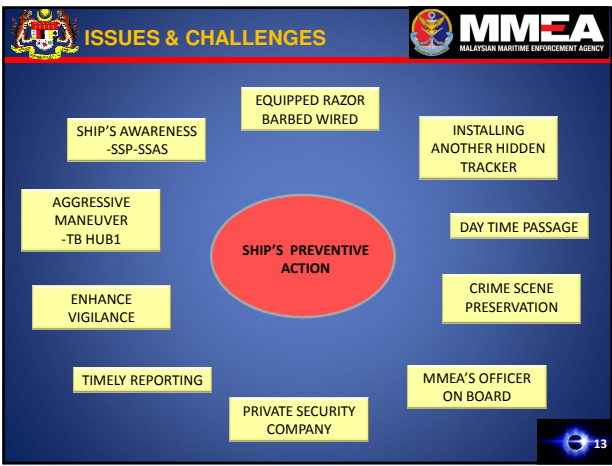 ISSUES & CHALLENGES
MMEA
MALAYSIAN MARITIME ENFORCEMENT AGENCY
EQUIPPED RAZOR
BARBED WIRED
SHIP'S AWARENESS
-SSP-SSAS
INSTALLING
ANOTHER HIDDEN
TRACKER
AGGRESSIVE
MANEUVER
-TB HUB1
DAY TIME PASSAGE
SHIP'S PREVENTIVE
ACTION
ENHANCE
VIGILANCE
CRIME SCENE
PRESERVATION
TIMELY REPORTING
MMEA'S OFFICER
ON BOARD
PRIVATE SECURITY
COMPANY
13